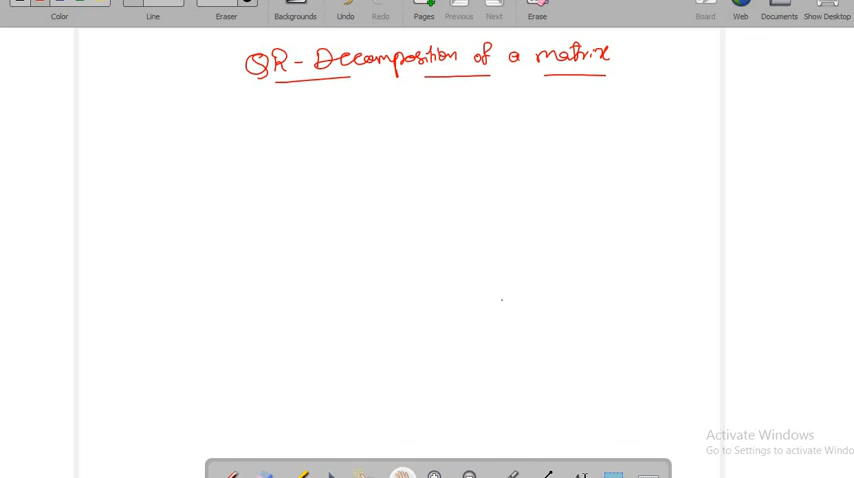 Color Line Eraser Backgrounds Undo Redo Pages Previous Next Erase Board Web Documents Show Desktop
QR - Decomposition of a matrix
Activate Windows
Go to Settings to activate Windo